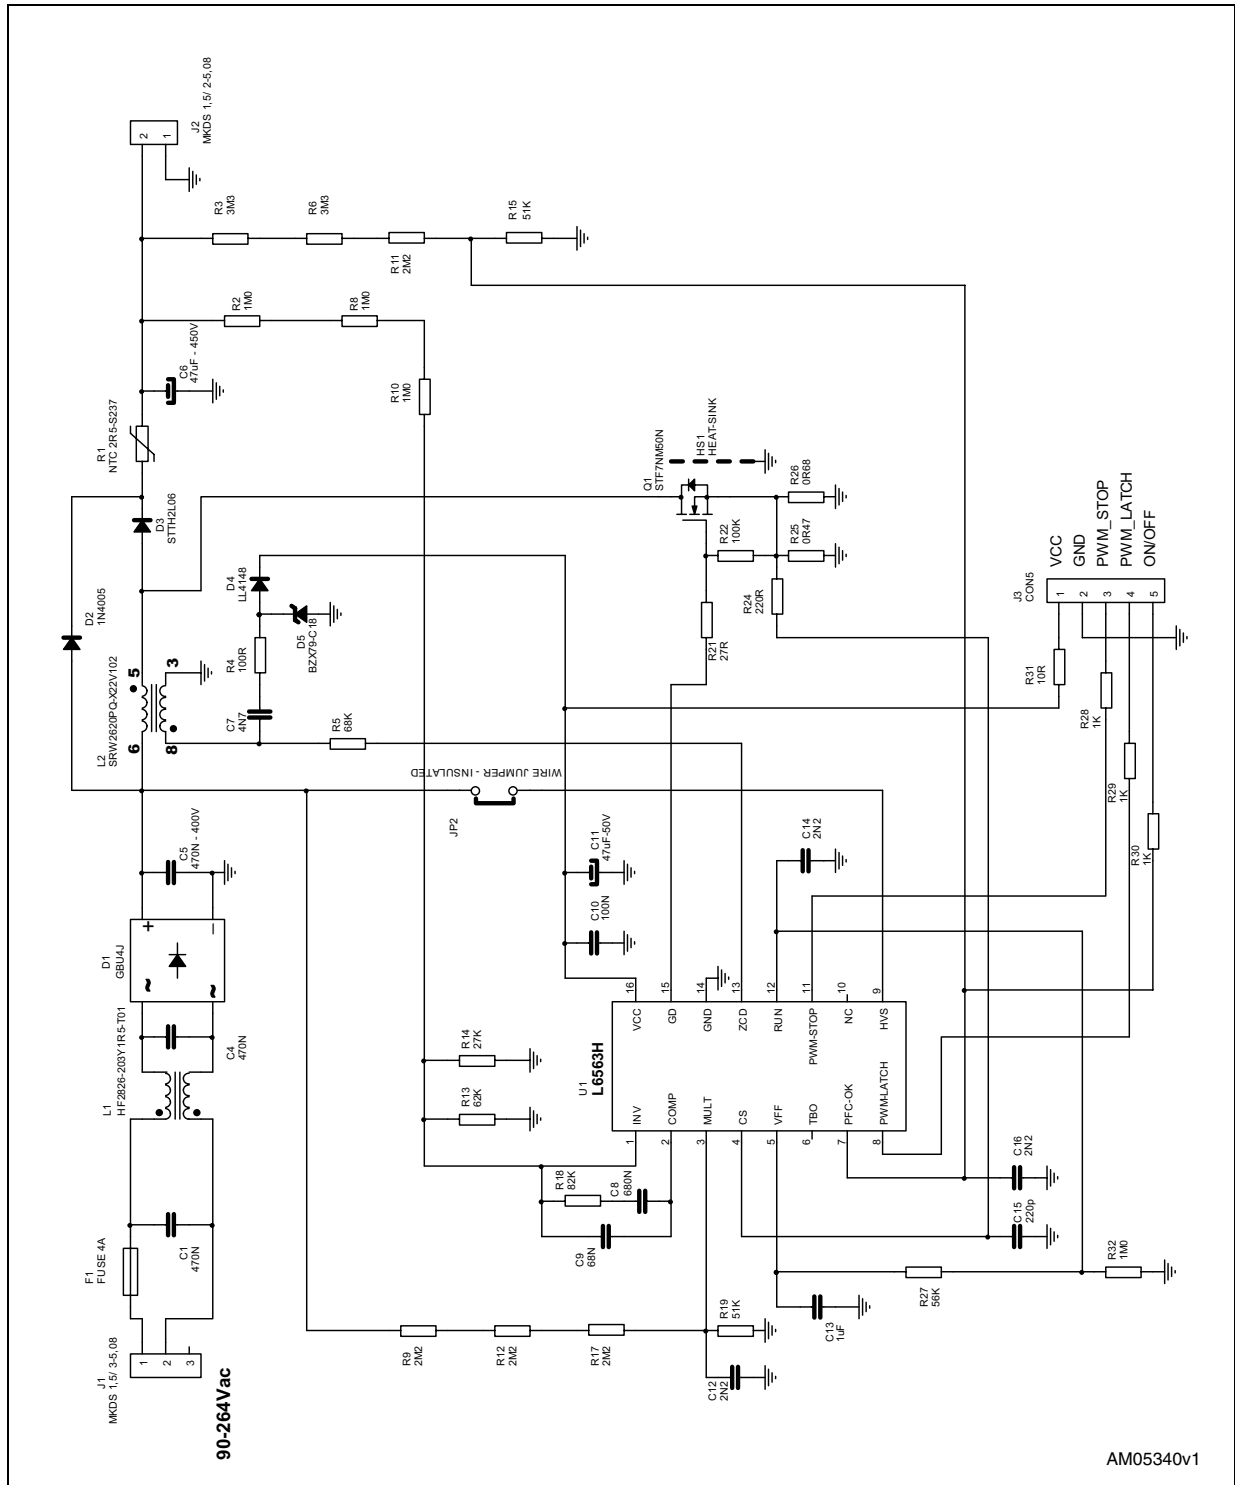 J2
MKDS 1,5/ 2-5,08
2
1
R3
3M3
R6
3M3
R11
2M2
R15
51K
R2
1M0
R8
1M0
C6
47uF - 450V
R10
1M0
R1
NTC 2R5-S237
Q1
STF7NM50N
HS1
HEAT-SINK
R26
0R68
R25
0R47
R22
100K
R24
220R
R21
27R
D3
STTH2L06
D4
LL4148
D5
BZX79-C18
R4
100R
C7
4N7
R5
68K
D2
1N4005
L2
SRW2620PQ-X22V102
5
3
6
8
J3
CON5
VCC
GND
PWM_STOP
PWM_LATCH
ON/OFF
1
2
3
4
5
R31
10R
R28
1K
R29
1K
R30
1K
JP2
WIRE JUMPER - INSULATED
C5
470N - 400V
D1
GBU4J
+
–
~
~
C11
47uF-50V
C10
100N
C14
2N2
L1
HF2826-203Y1R5-T01
C4
470N
R14
27K
R13
62K
U1
L6563H
16
15
14
13
12
11
10
9
VCC
GD
GND
ZCD
RUN
PWM-STOP
NC
HVS
INV
COMP
MULT
CS
VFF
TBO
PFC-OK
PWM-LATCH
1
2
3
4
5
6
7
8
R18
82K
C8
680N
C9
68N
C16
2N2
C15
220p
R32
1M0
R27
56K
C13
1uF
R19
51K
C12
2N2
R9
2M2
R12
2M2
R17
2M2
F1
FUSE 4A
C1
470N
J1
MKDS 1,5/ 3-5,08
1
2
3
90-264Vac
AM05340v1